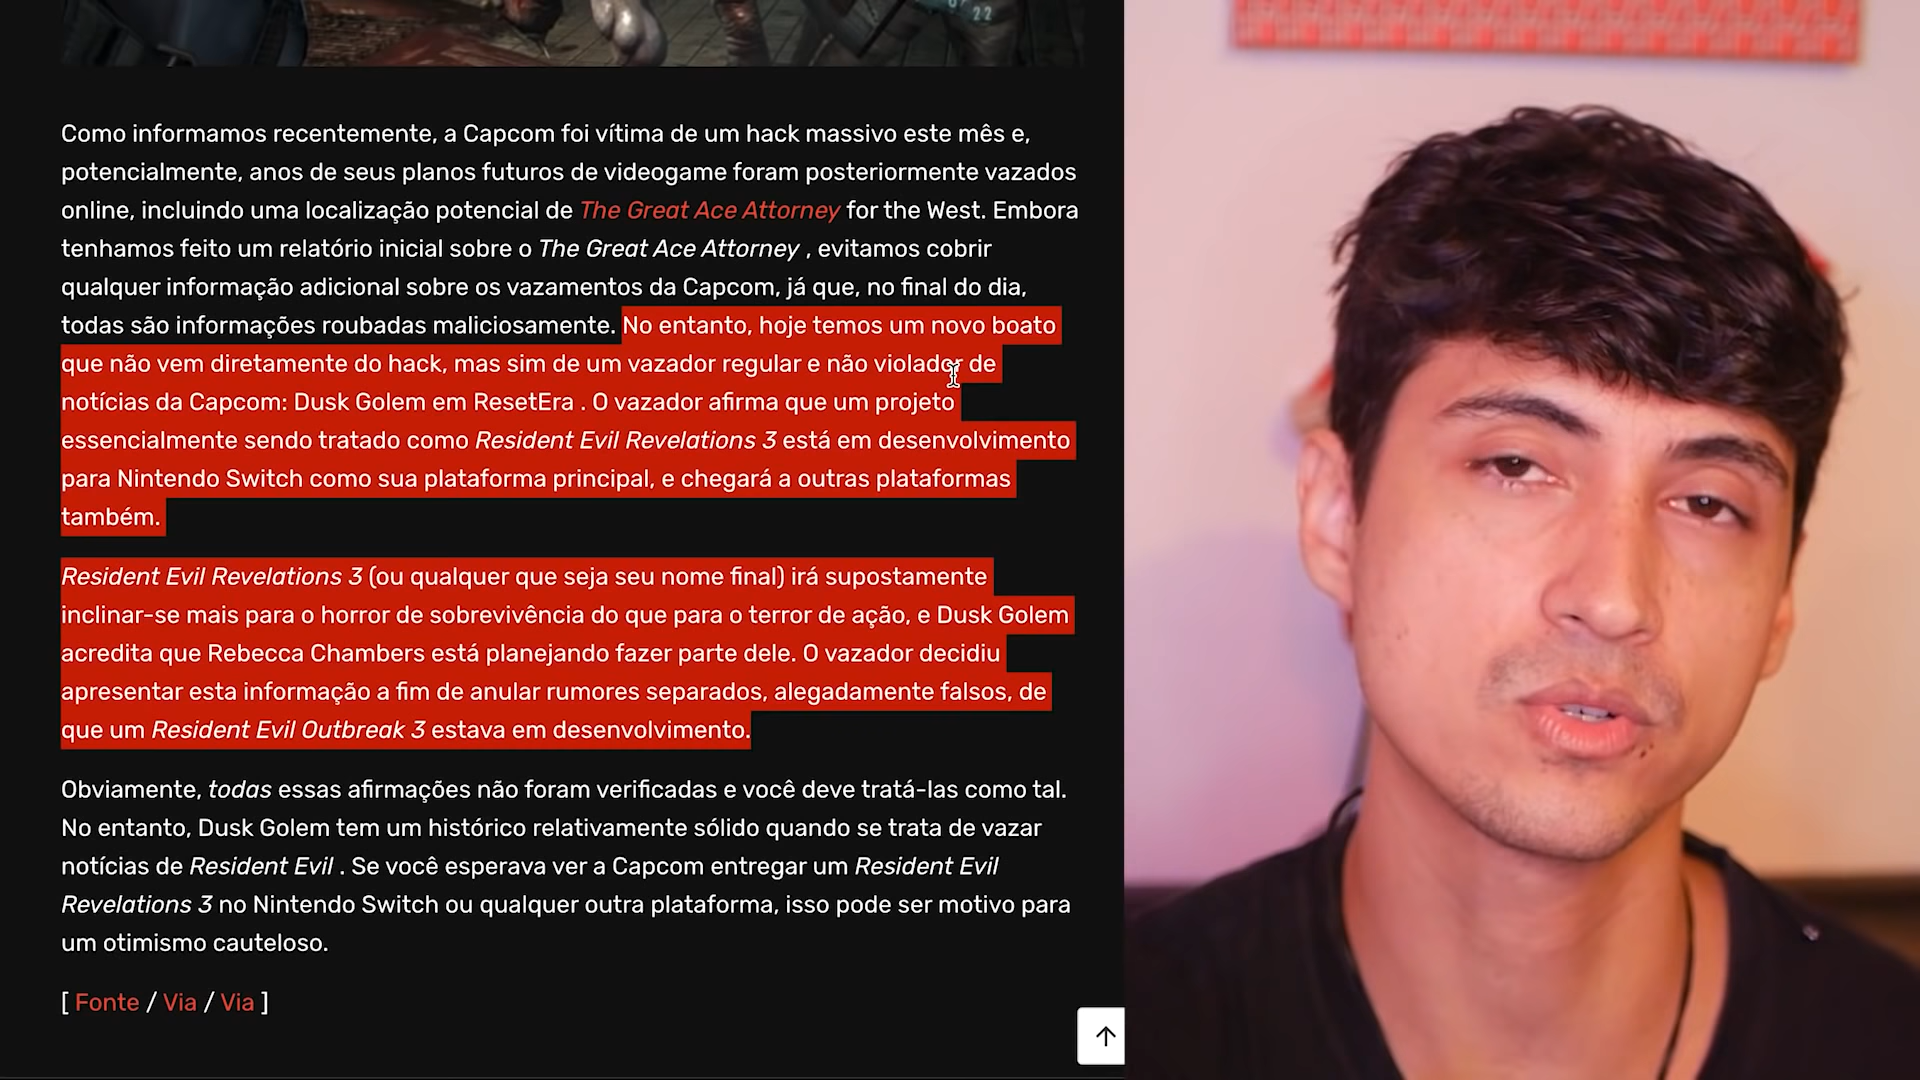 22
Como informamos recentemente, a Capcom foi vítima de um hack massivo este mês e,
potencialmente, anos de seus planos futuros de videogame foram posteriormente vazados
online, incluindo uma localização potencial de The Great Ace Attorney for the West. Embora
tenhamos feito um relatório inicial sobre o The Great Ace Attorney , evitamos cobrir
qualquer informação adicional sobre os vazamentos da Capcom, já que, no final do dia,
todas são informações roubadas maliciosamente. No entanto, hoje temos um novo boato
que não vem diretamente do hack, mas sim de um vazador regular e não violador de
notícias da Capcom: Dusk Golem em ResetEra . O vazador afirma que um projeto
essencialmente sendo tratado como Resident Evil Revelations 3 está em desenvolvimento
para Nintendo Switch como sua plataforma principal, e chegará a outras plataformas
também.
Resident Evil Revelations 3 (ou qualquer que seja seu nome final) irá supostamente
inclinar-se mais para o horror de sobrevivência do que para o terror de ação, e Dusk Golem
acredita que Rebecca Chambers está planejando fazer parte dele. O vazador decidiu
apresentar esta informação a fim de anular rumores separados, alegadamente falsos, de
que um Resident Evil Outbreak 3 estava em desenvolvimento.
Obviamente, todas essas afirmações não foram verificadas e você deve tratá-las como tal.
No entanto, Dusk Golem tem um histórico relativamente sólido quando se trata de vazar
notícias de Resident Evil . Se você esperava ver a Capcom entregar um Resident Evil
Revelations 3 no Nintendo Switch ou qualquer outra plataforma, isso pode ser motivo para
um otimismo cauteloso.
[ Fonte / Via / Via ]